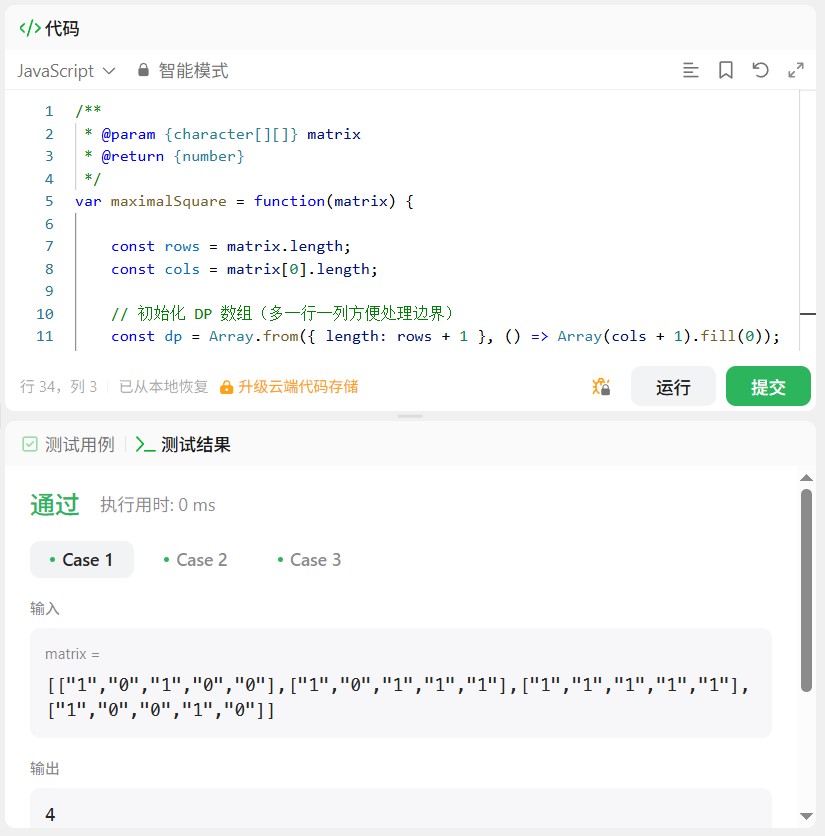 </> 代码
JavaScript 智能模式
1 /**
2 * @param {character[][]} matrix
3 * @return {number}
4 */
5 var maximalSquare = function(matrix) {
6
7 const rows = matrix.length;
8 const cols = matrix[0].length;
9
10 // 初始化 DP 数组（多一行一列方便处理边界）
11 const dp = Array.from({ length: rows + 1 }, () => Array(cols + 1).fill(0));
行 34，列 3 已从本地恢复 升级云端代码存储 运行 提交
测试用例 >_ 测试结果
通过 执行用时: 0 ms
• Case 1 • Case 2 • Case 3
输入
matrix =
[["1","0","1","0","0"],["1","0","1","1","1"],["1","1","1","1","1"],
["1","0","0","1","0"]]
输出
4